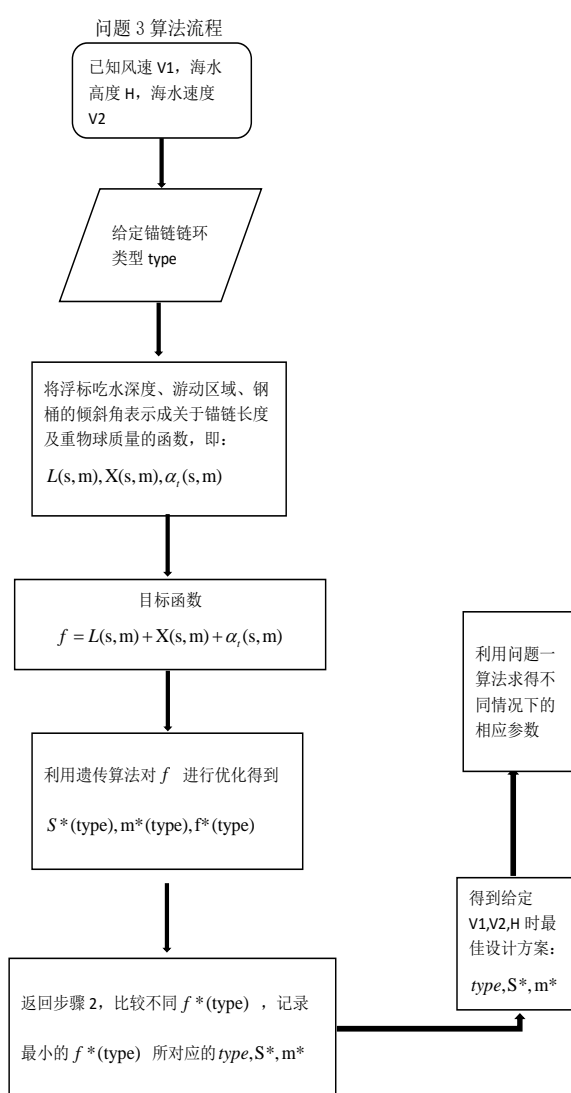 问题 3 算法流程
已知风速 V1，海水
高度 H，海水速度
V2
给定锚链链环
类型 type
将浮标吃水深度、游动区域、钢
桶的倾斜角表示成关于锚链长度
及重物球质量的函数，即：
L(s,m),X(s,m),α_t(s,m)
目标函数
f = L(s,m)+X(s,m)+α_t(s,m)
利用遗传算法对 f 进行优化得到
S*(type),m*(type),f*(type)
返回步骤 2，比较不同 f*(type) ，记录
最小的 f*(type) 所对应的 type,S*,m*
得到给定
V1,V2,H 时最
佳设计方案：
type,S*,m*
利用问题一
算法求得不
同情况下的
相应参数